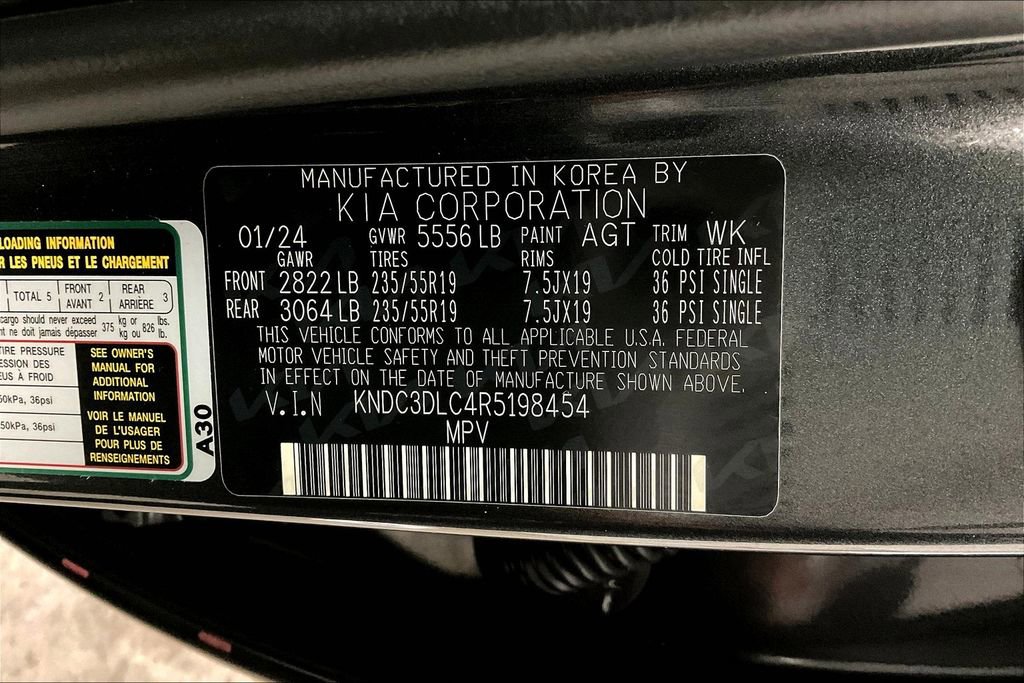 LOADING INFORMATION
LES PNEUS ET LE CHARGEMENT
TOTAL 5 FRONT AVANT 2 REAR ARRIÈRE 3
cargo should never exceed 375 kg or 826 lbs.
ne doit jamais dépasser kg ou lb.
PRESSURE
DES
À FROID
36psi
36psi
SEE OWNER'S
MANUAL FOR
ADDITIONAL
INFORMATION
VOIR LE MANUEL
DE L'USAGER
POUR PLUS DE
RENSEIGNEMENTS
A30
MANUFACTURED IN KOREA BY
KIA CORPORATION
01/24 GVWR 5556 LB PAINT AGT TRIM WK
GAWR TIRES RIMS COLD TIRE INFL
FRONT 2822 LB 235/55R19 7.5JX19 36 PSI SINGLE
REAR 3064 LB 235/55R19 7.5JX19 36 PSI SINGLE
THIS VEHICLE CONFORMS TO ALL APPLICABLE U.S.A. FEDERAL
MOTOR VEHICLE SAFETY AND THEFT PREVENTION STANDARDS
IN EFFECT ON THE DATE OF MANUFACTURE SHOWN ABOVE.
V.I.N KNDC3DLC4R5198454
MPV